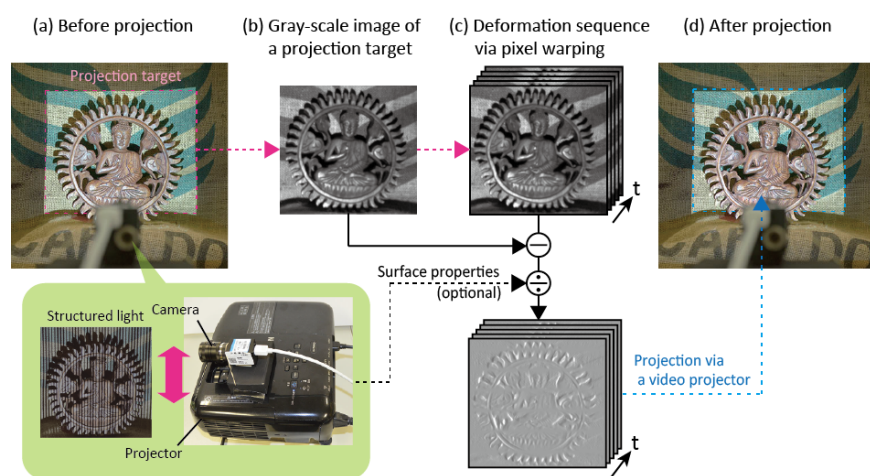 (a) Before projection
(b) Gray-scale image of
a projection target
(c) Deformation sequence
via pixel warping
(d) After projection
Projection target
t
Surface properties
(optional)
Camera
Structured light
Projector
Projection via
a video projector
t